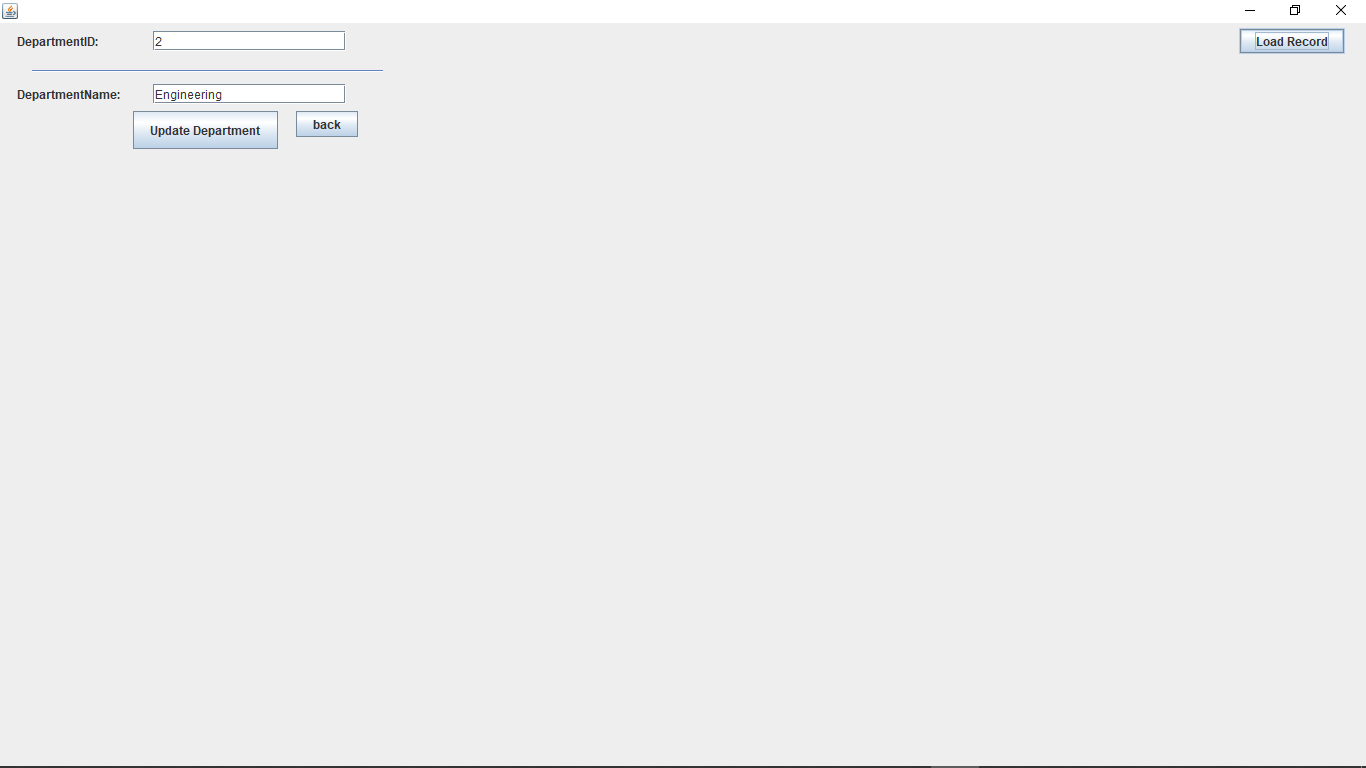 DepartmentID: 2 Load Record
DepartmentName: Engineering
Update Department back